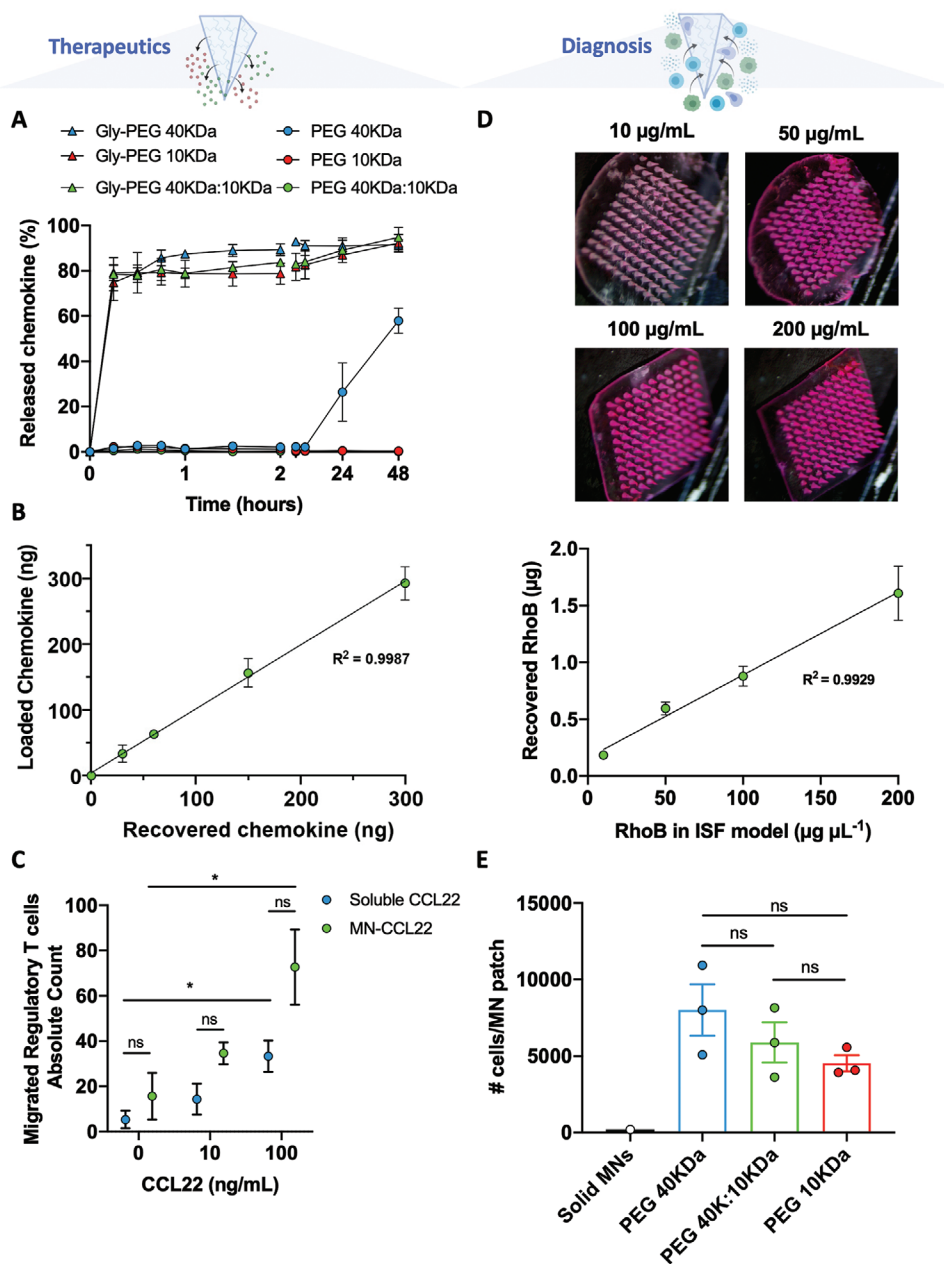 Therapeutics
Diagnosis
A
Gly-PEG 40KDa
PEG 40KDa
Gly-PEG 10KDa
PEG 10KDa
Gly-PEG 40KDa:10KDa
PEG 40KDa:10KDa
Released chemokine (%)
100
80
60
40
20
0
0
1
2
24
48
Time (hours)
B
Loaded Chemokine (ng)
300
200
100
0
R² = 0.9987
0
100
200
300
Recovered chemokine (ng)
C
Migrated Regulatory T cells
Absolute Count
100
80
60
40
20
0
*
ns
*
ns
ns
Soluble CCL22
MN-CCL22
0
10
100
CCL22 (ng/mL)
D
10 µg/mL
50 µg/mL
100 µg/mL
200 µg/mL
Recovered RhoB (µg)
2.0
1.5
1.0
0.5
0.0
R² = 0.9929
0
50
100
150
200
RhoB in ISF model (µg µL⁻¹)
E
# cells/MN patch
15000
10000
5000
0
ns
ns
ns
Solid MNs
PEG 40KDa
PEG 40K:10KDa
PEG 10KDa